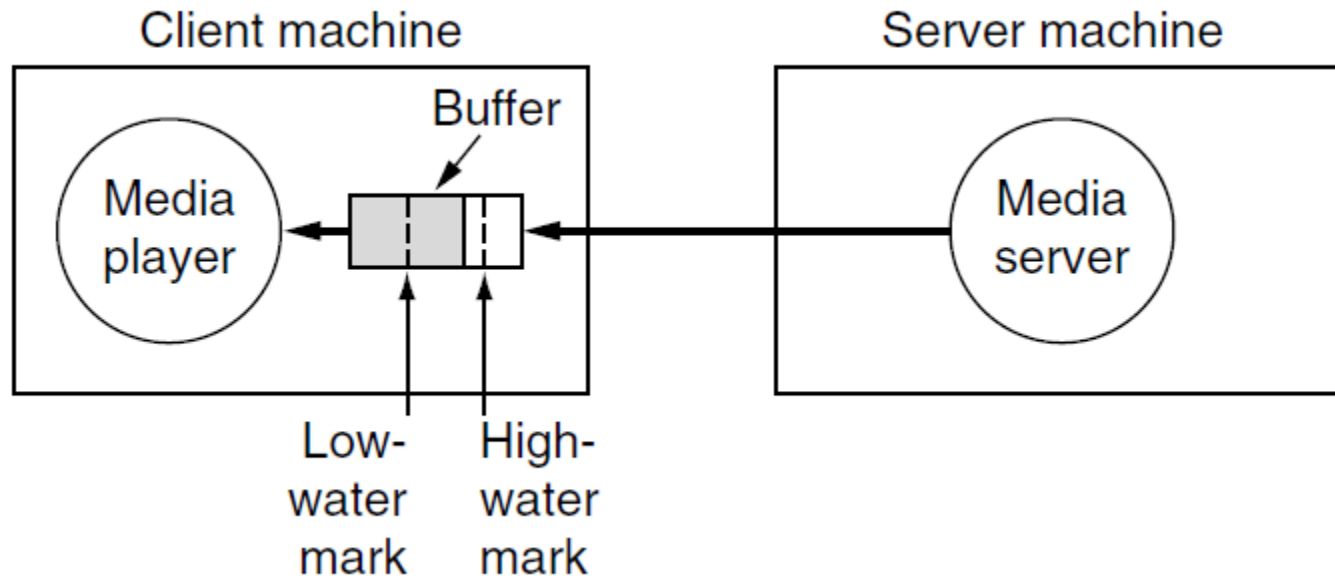 Client machine
Server machine
Buffer
Media
player
Media
server
Low-
water
mark
High-
water
mark